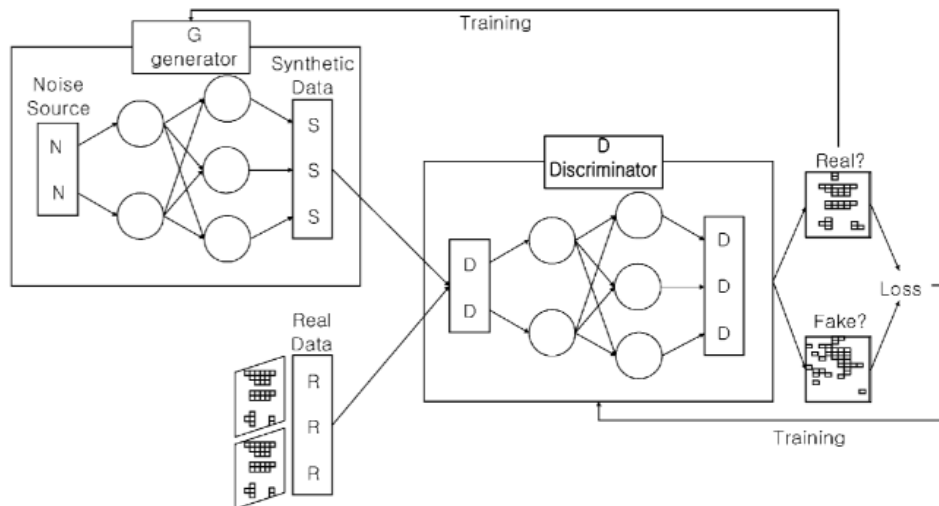 Training
G
generator
Noise
Source
Synthetic
Data
N
N
S
S
S
D
Discriminator
D
D
D
D
D
Real?
Loss
Fake?
Real
Data
R
R
R
Training